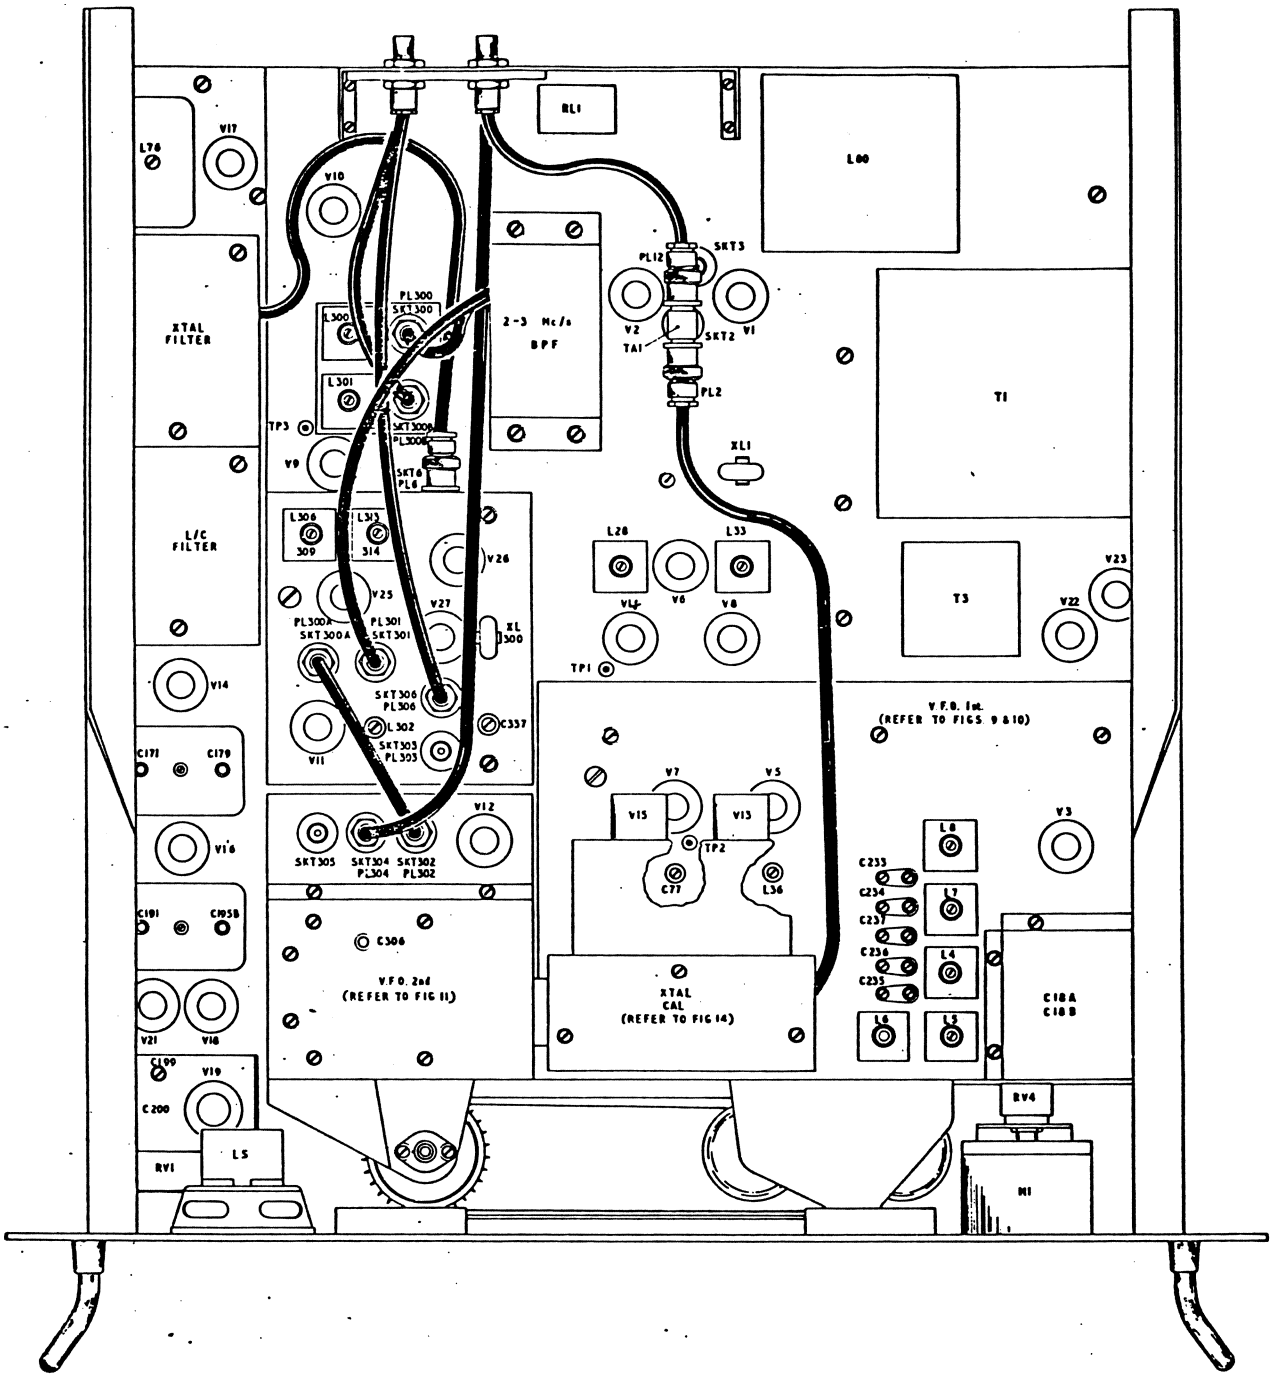 RL1
L80
V17
L76
V10
SKT3
PL12
PL300
SKT300
L300
XTAL
FILTER
2-3 Mc/s
BPF
V2
V1
TA1
SKT2
L301
PL2
T1
TP3
SKT300B
PL300B
XL1
V9
SKT6
PL6
L306
309
L313
314
L28
L33
L/C
FILTER
V26
V23
V25
V27
V6
T3
V22
V8
PL300A
SKT300A
PL301
SKT301
XL
300
TP1
V14
SKT306
PL306
V.F.O. 1st.
(REFER TO FIGS. 9 & 10)
L302
C337
SKT303
PL303
V11
C171
C179
V7
V5
V12
V15
V13
V3
TP2
L8
V16
SKT305
SKT304
PL304
SKT302
PL302
C77
L36
C233
C234
L7
C191
C195B
C306
C237
C236
L4
V.F.O. 2nd
(REFER TO FIG 11)
C235
XTAL
CAL
(REFER TO FIG 14)
C18A
C18B
V21
V18
L6
L5
C199
V19
C200
RV4
RV1
LS
M1